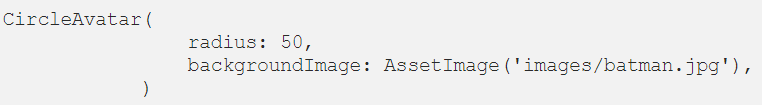 CircleAvatar(
radius: 50,
backgroundImage: AssetImage('images/batman.jpg'),
)